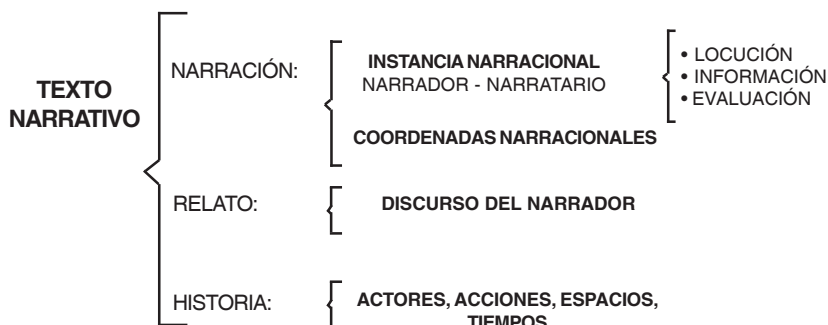 TEXTO
NARRATIVO
NARRACIÓN:
INSTANCIA NARRACIONAL
NARRADOR - NARRATARIO
• LOCUCIÓN
• INFORMACIÓN
• EVALUACIÓN
COORDENADAS NARRACIONALES
RELATO:
DISCURSO DEL NARRADOR
HISTORIA:
ACTORES, ACCIONES, ESPACIOS,
TIEMPOS